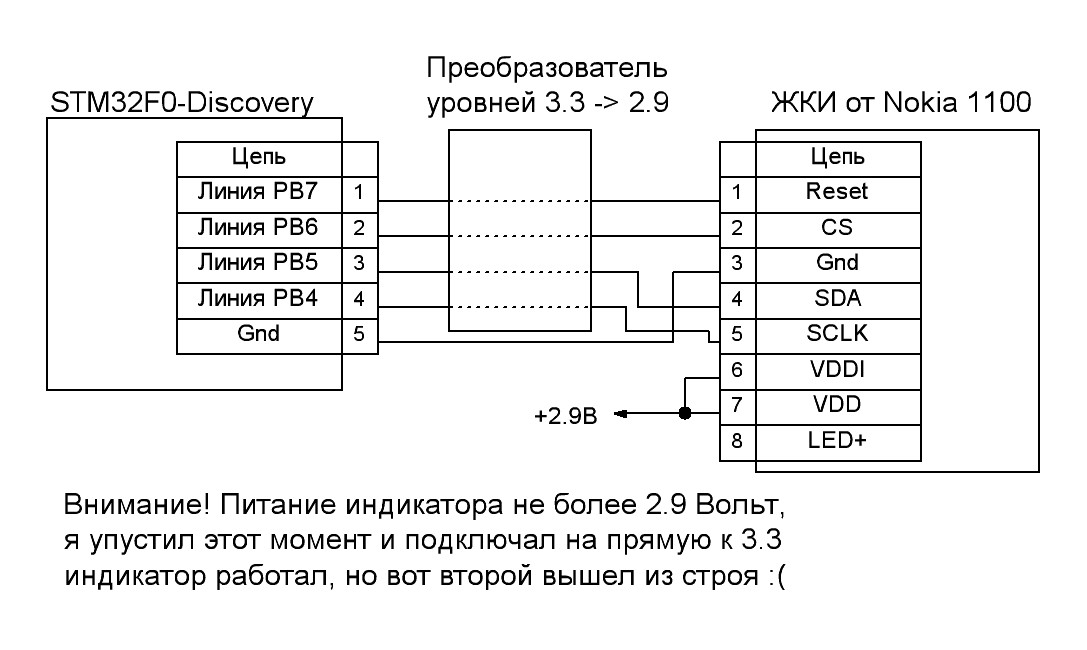 Преобразователь
уровней 3.3 -> 2.9
STM32F0-Discovery
ЖКИ от Nokia 1100
Цепь
Линия PB7 1
Линия PB6 2
Линия PB5 3
Линия PB4 4
Gnd 5
Цепь
1 Reset
2 CS
3 Gnd
4 SDA
5 SCLK
6 VDDI
7 VDD
8 LED+
+2.9В
Внимание! Питание индикатора не более 2.9 Вольт,
я упустил этот момент и подключал на прямую к 3.3
индикатор работал, но вот второй вышел из строя :(